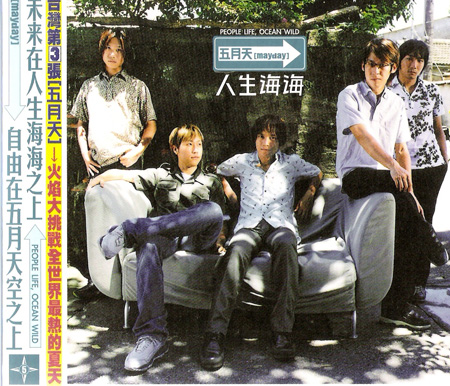 PEOPLE LIFE, OCEAN WILD
五月天 [mayday]
人生海海
台灣第3張[五月天]→火焰大挑戰全世界最熱的夏天
未来在人生海海之上
[mayday]
自由在五月天空之上
PEOPLE LIFE, OCEAN WILD